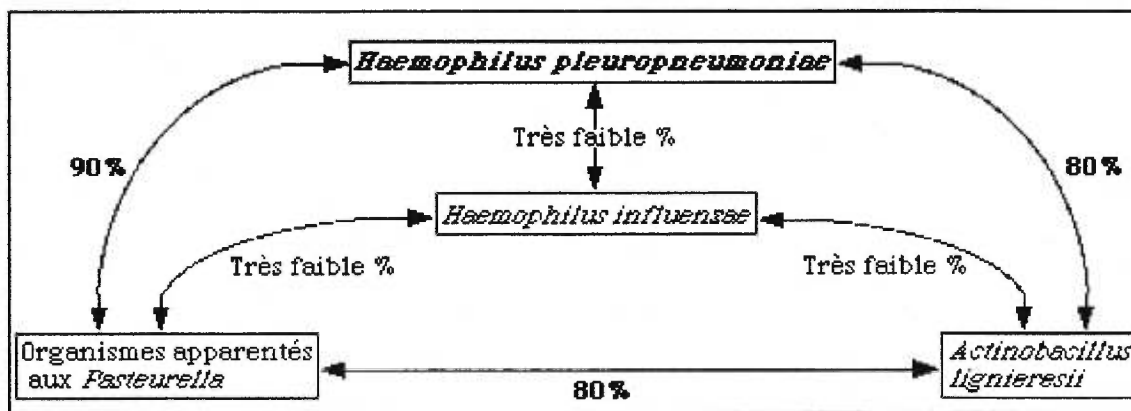 Haemophilus pleuropneumoniae
Très faible %
90%
80%
Haemophilus influenzae
Très faible %
Très faible %
Organismes apparentés
aux Pasteurella
80%
Actinobacillus
lignieresii